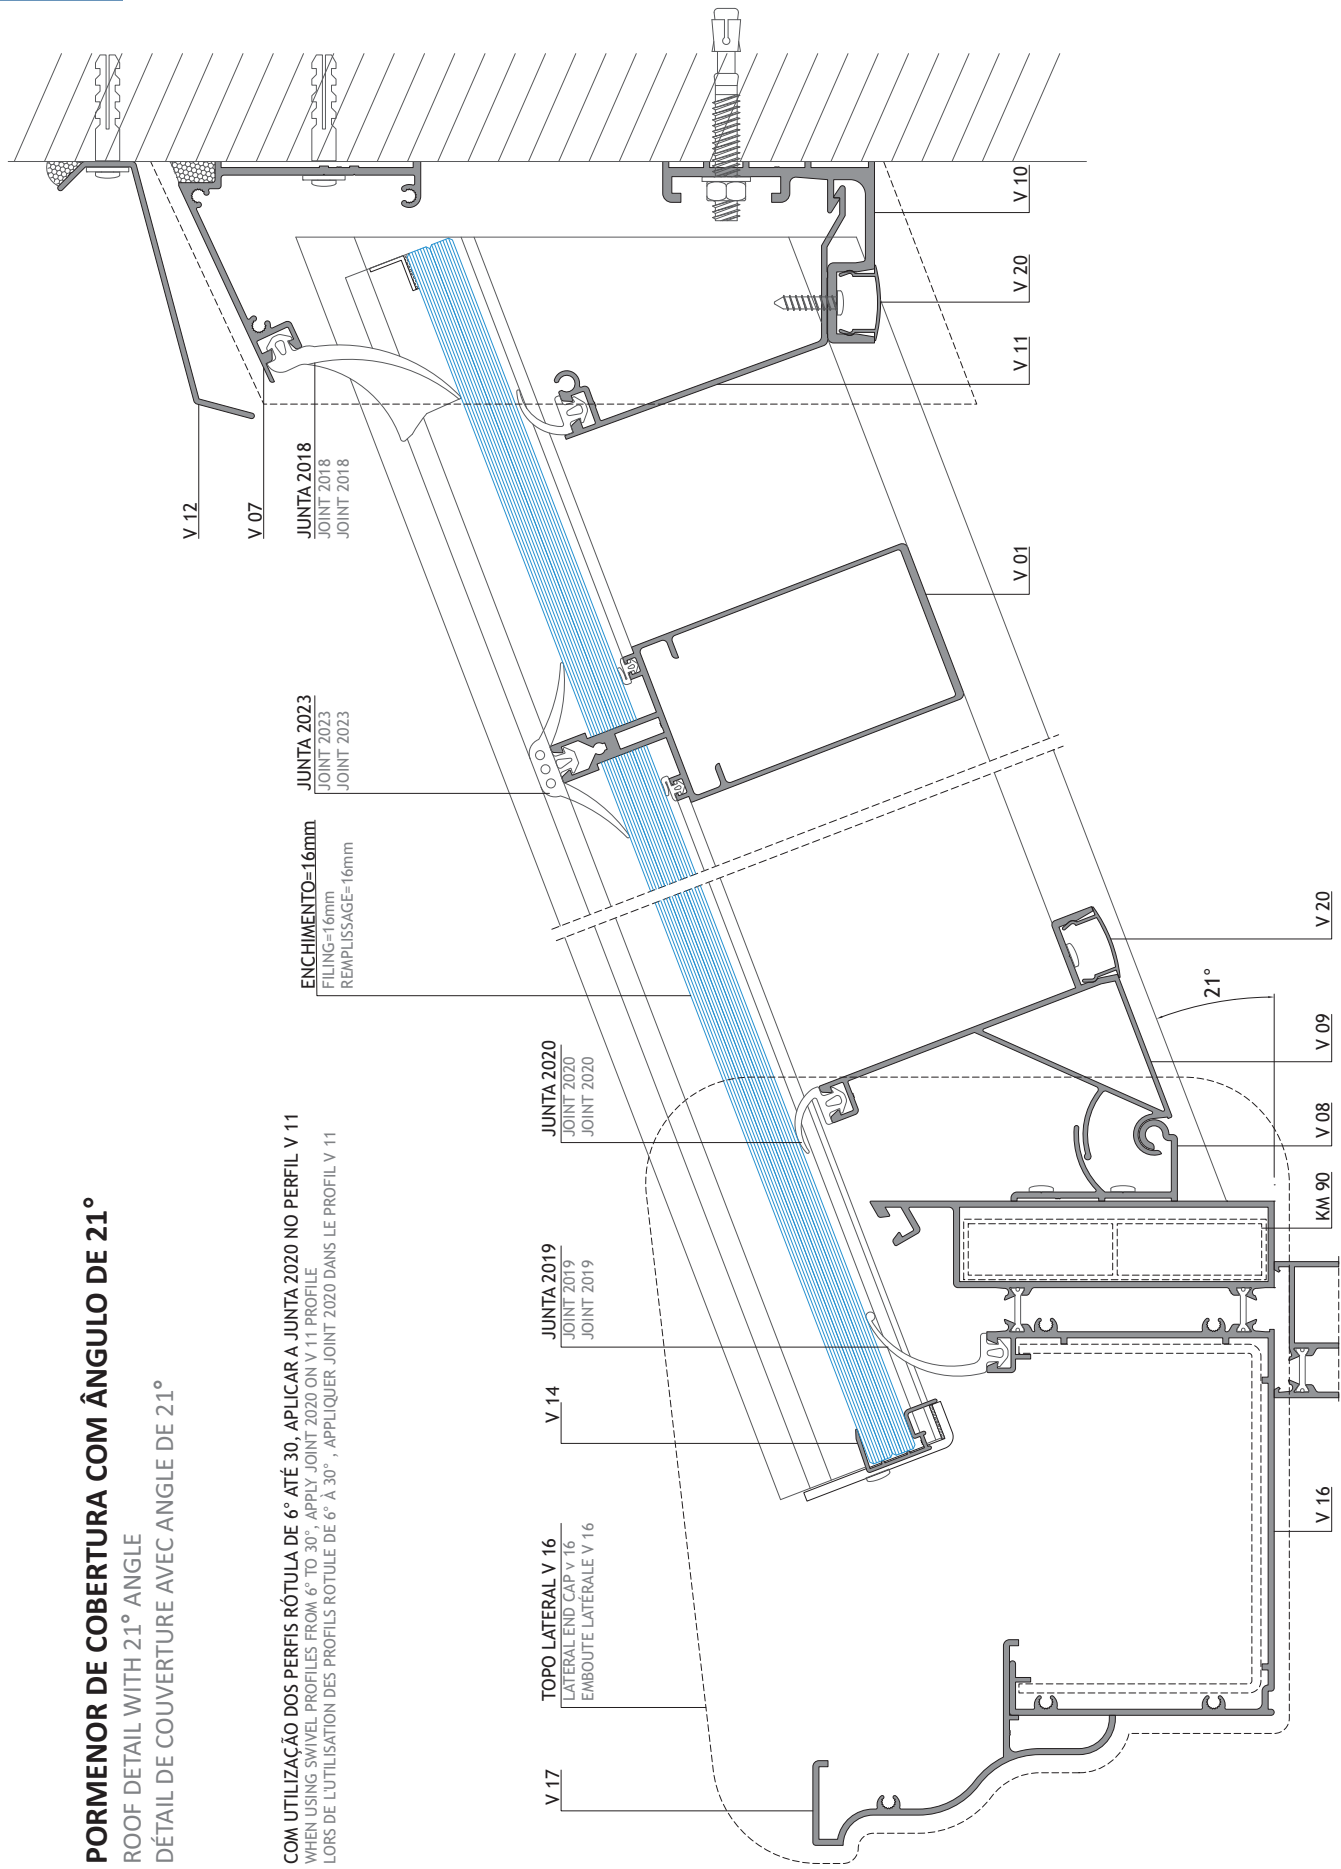 PORMENOR DE COBERTURA COM ÂNGULO DE 21°
ROOF DETAIL WITH 21° ANGLE
DÉTAIL DE COUVERTURE AVEC ANGLE DE 21°
COM UTILIZAÇÃO DOS PERFIS RÓTULA DE 6° ATÉ 30, APLICAR A JUNTA 2020 NO PERFIL V 11
WHEN USING SWIVEL PROFILES FROM 6° TO 30°, APPLY JOINT 2020 ON V 11 PROFILE
LORS DE L'UTILISATION DES PROFILS ROTULE DE 6° À 30° , APPLIQUER JOINT 2020 DANS LE PROFIL V 11
V 12
V 07
JUNTA 2018
JOINT 2018
JOINT 2018
JUNTA 2023
JOINT 2023
JOINT 2023
ENCHIMENTO=16mm
FILING=16mm
REMPLISSAGE=16mm
JUNTA 2020
JOINT 2020
JOINT 2020
JUNTA 2019
JOINT 2019
JOINT 2019
V 14
TOPO LATERAL V 16
LATERAL END CAP v 16
EMBOUTE LATÉRALE V 16
V 17
V 10
V 20
V 11
V 01
V 20
21°
V 09
V 08
KM 90
V 16